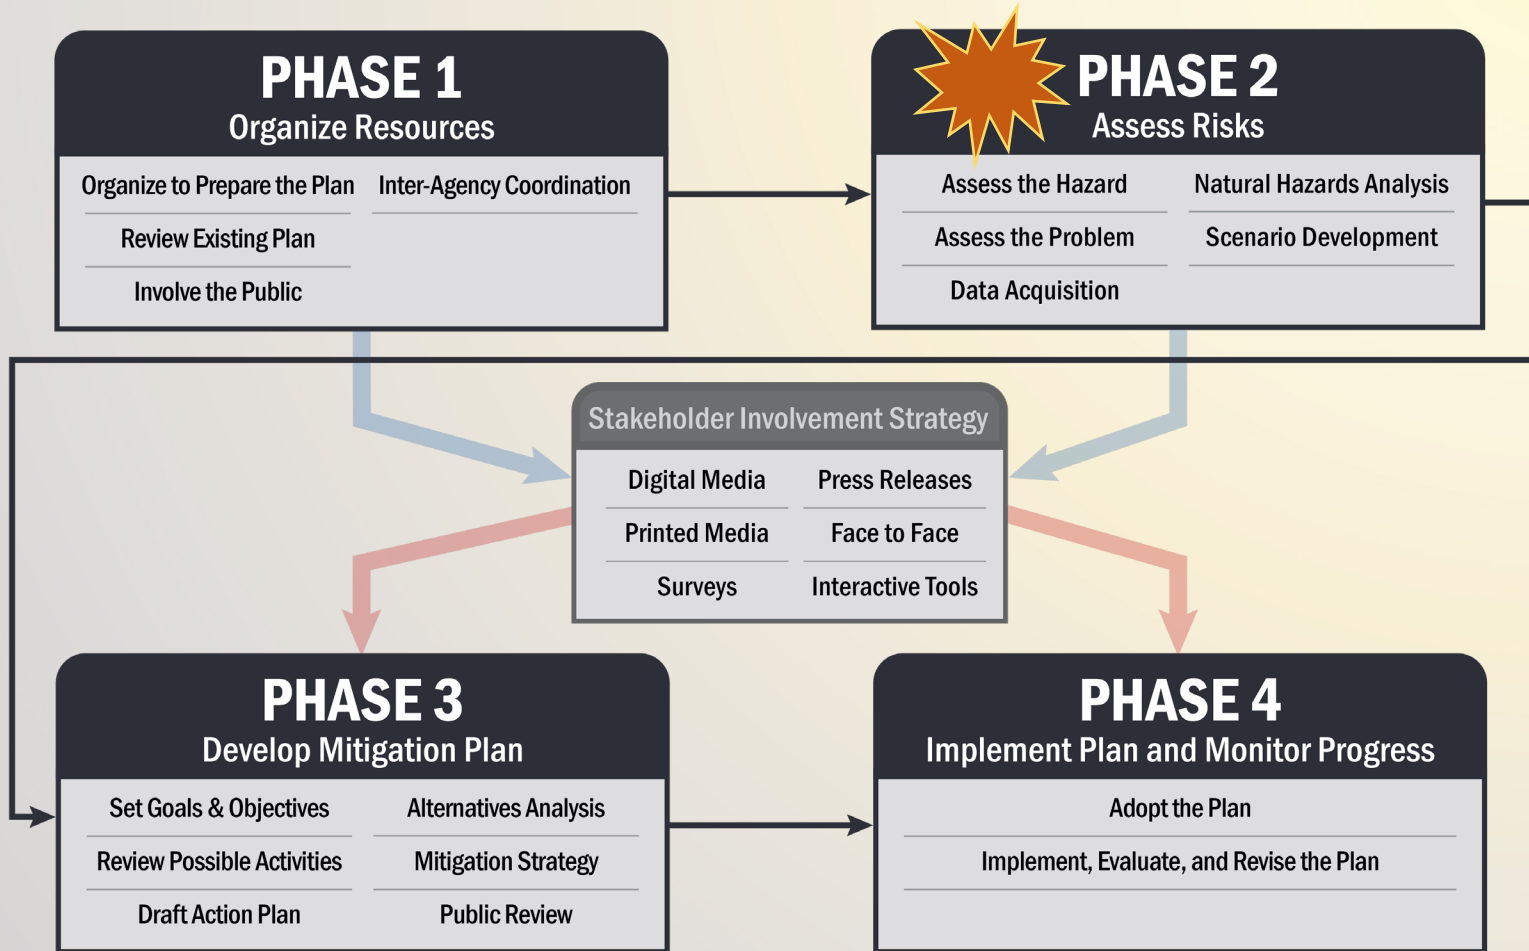 PHASE 1
Organize Resources
Organize to Prepare the Plan
Inter-Agency Coordination
Review Existing Plan
Involve the Public
PHASE 2
Assess Risks
Assess the Hazard
Natural Hazards Analysis
Assess the Problem
Scenario Development
Data Acquisition
Stakeholder Involvement Strategy
Digital Media
Press Releases
Printed Media
Face to Face
Surveys
Interactive Tools
PHASE 3
Develop Mitigation Plan
Set Goals & Objectives
Alternatives Analysis
Review Possible Activities
Mitigation Strategy
Draft Action Plan
Public Review
PHASE 4
Implement Plan and Monitor Progress
Adopt the Plan
Implement, Evaluate, and Revise the Plan